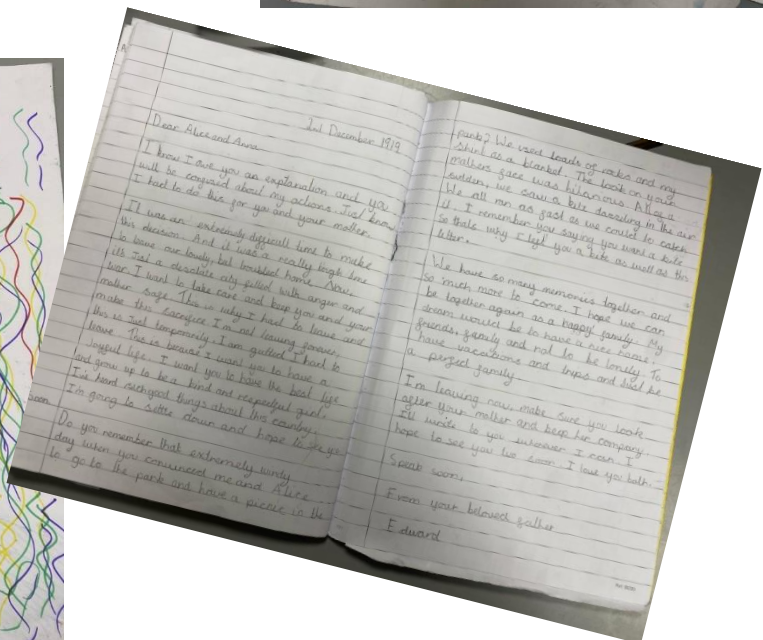 2nd December 1919
Dear Alice and Anna
I know I owe you an explanation and you
will be confused about my actions. Just know
I had to do this for you and your mother.
It was an extremely difficult time to make
this decision. And it was a really tough time
to leave our lovely but troubled home. Now,
it's just a desolate city filled with anger and
war. I want to take care and keep you and your
mother safe. This is why I had to leave and
make this sacrifice I'm not leaving forever,
this is just temporary. I am gutted I had to
leave. This is because I want you to have a
joyful life. I want you to have the best life
and grow up to be a kind and respectful
I've heard such good things about this country.
I'm going to settle down and hope to
soon
Do you remember that extremely windy
day when you convinced me and Alice
to go to the park and have a picnic in the
park? We used loads of rocks and my
shirt as a blanket. The look on your
mothers face was hilarious. All of a
sudden, we saw a kite dazzling in the air
We all ran as fast as we could to catch
it. I remember you saying you want a kite
So thats why I left you a kite as well as this
letter.
We have so many memories together and
so much more to come. I hope we can
be together again as a happy family. My
dream would be to have a nice home,
friends, family and not to be lonely. To
have vacations and trips and just be
a perfect family
I'm leaving now, make sure you look
after your mother and keep her company.
I'll write to you whenever I can. I
hope to see you soon. I love you both.
Speak soon,
From your beloved father
Edward